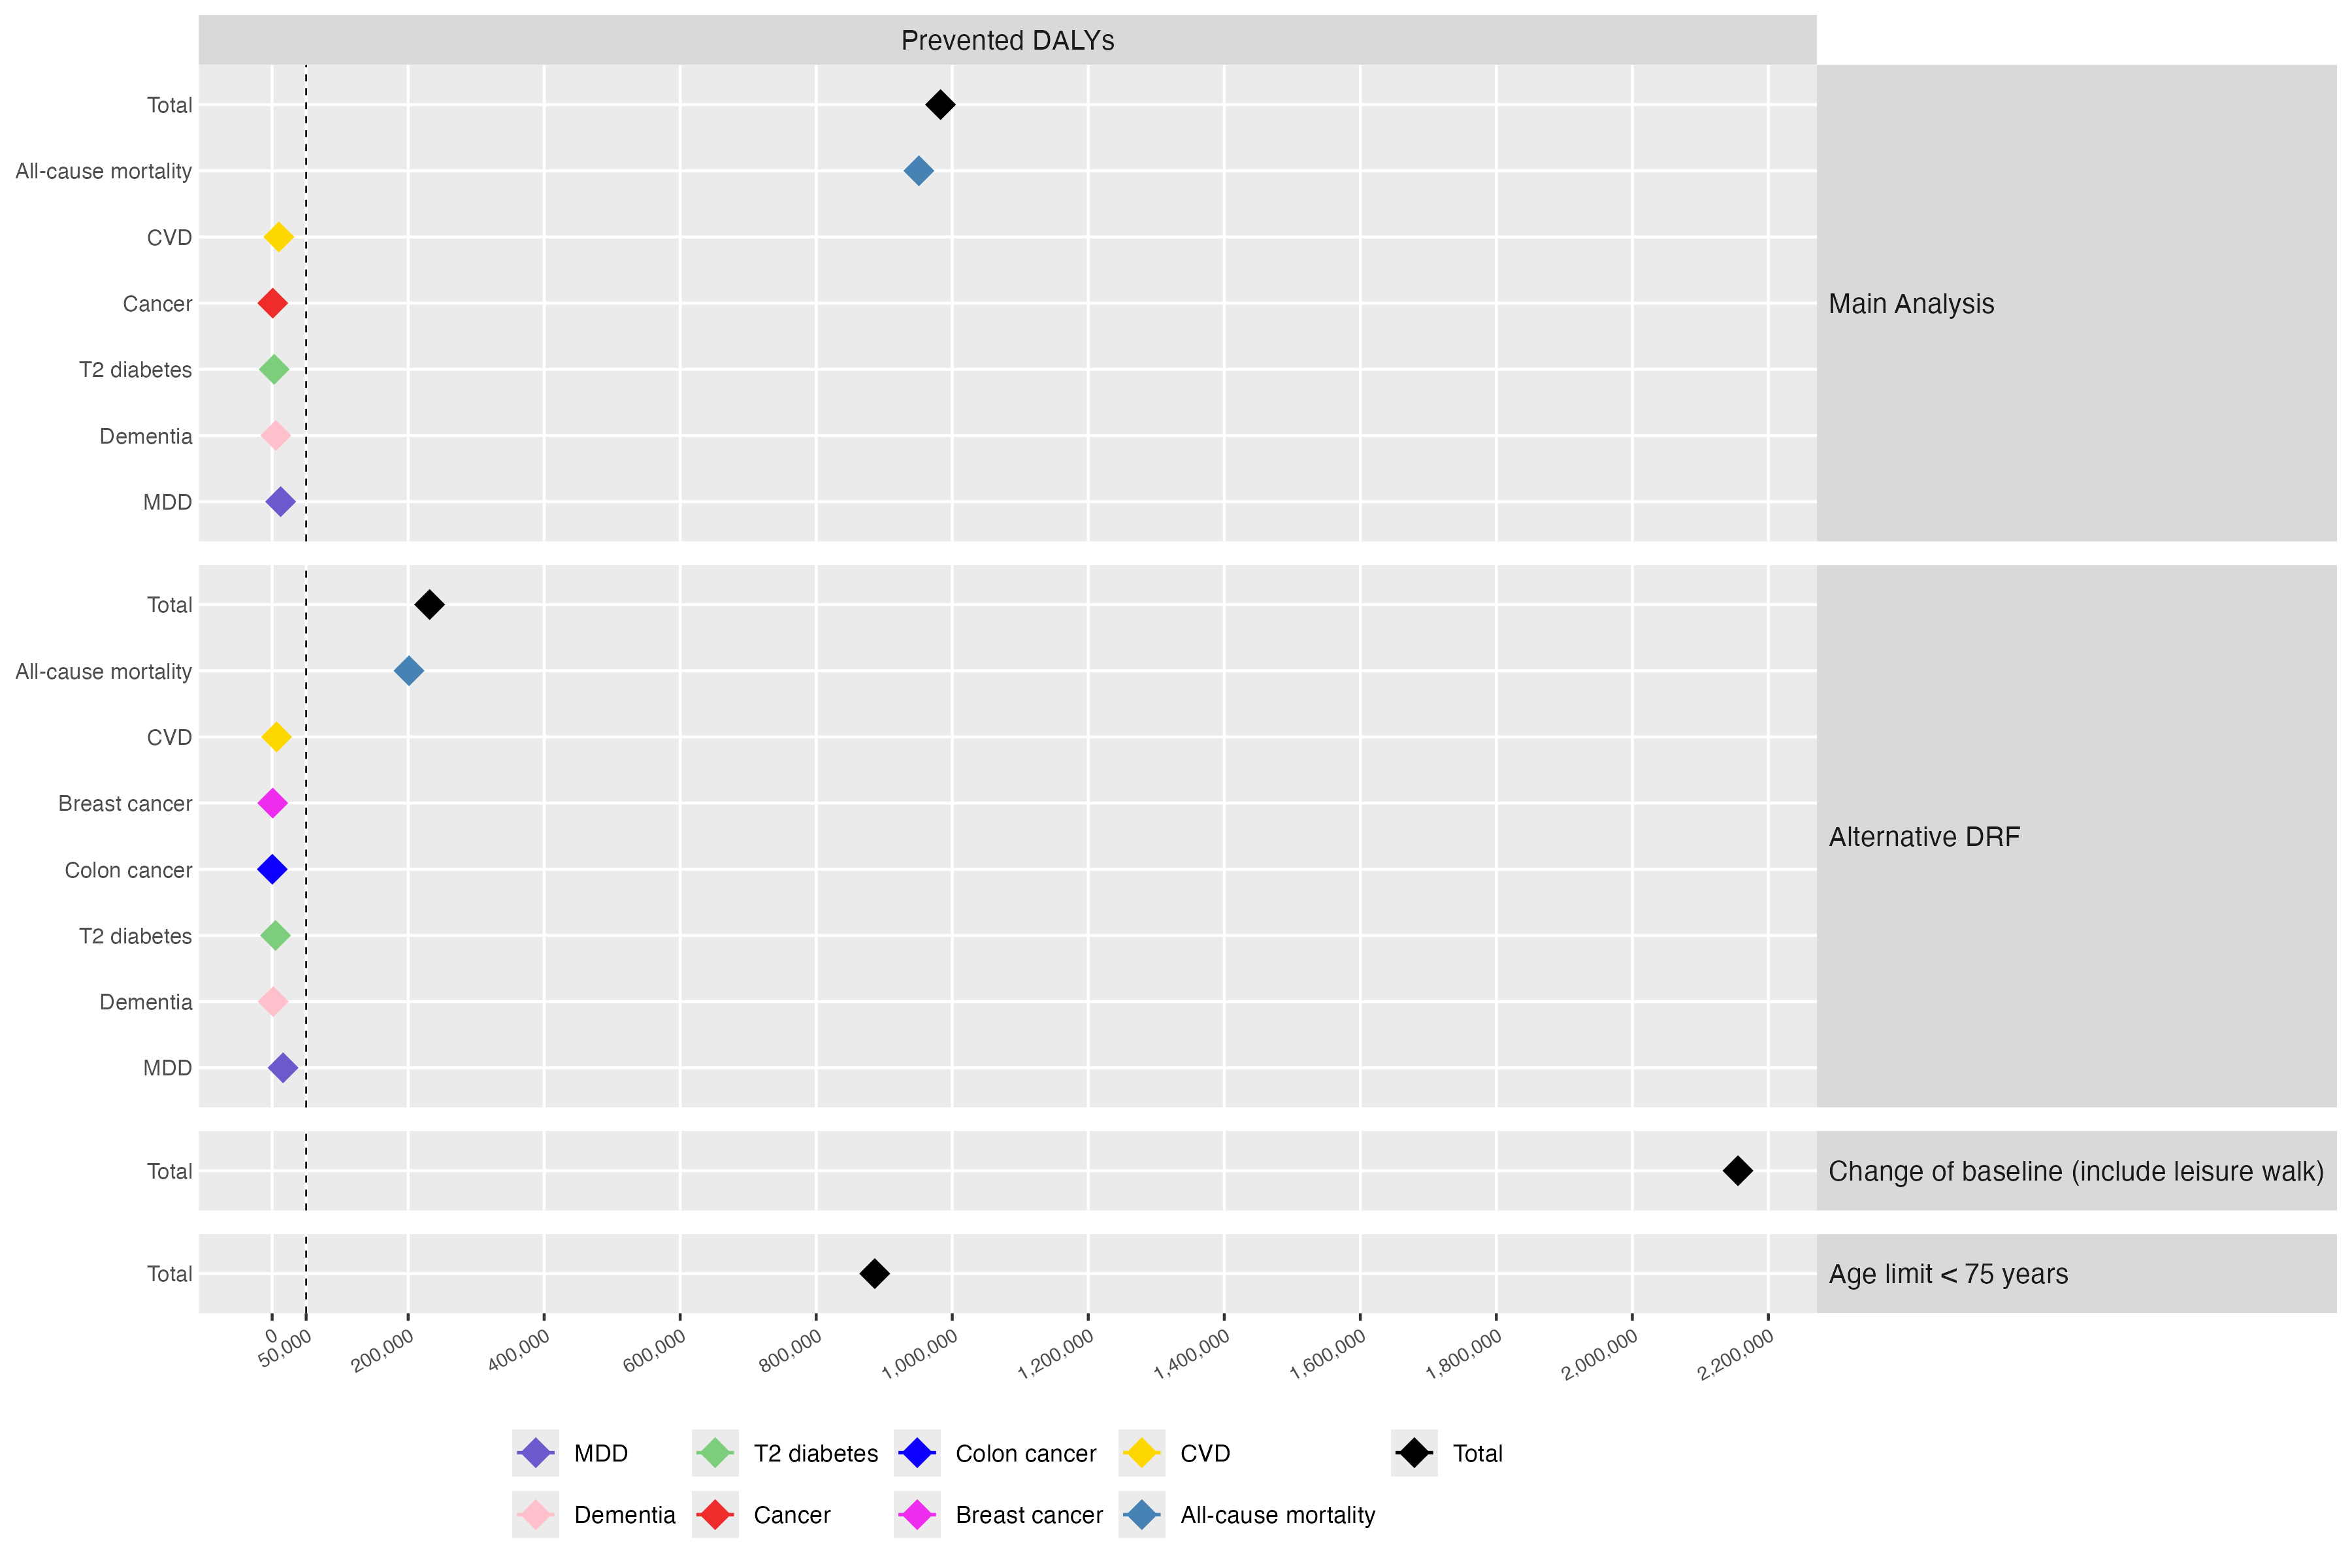 Prevented DALYs
Total
All-cause mortality
CVD
Cancer
T2 diabetes
Dementia
MDD
Main Analysis
Total
All-cause mortality
CVD
Breast cancer
Colon cancer
T2 diabetes
Dementia
MDD
Alternative DRF
Total
Change of baseline (include leisure walk)
Total
Age limit < 75 years
0 50,000 200,000 400,000 600,000 800,000 1,000,000 1,200,000 1,400,000 1,600,000 1,800,000 2,000,000 2,200,000
MDD T2 diabetes Colon cancer CVD Total
Dementia Cancer Breast cancer All-cause mortality